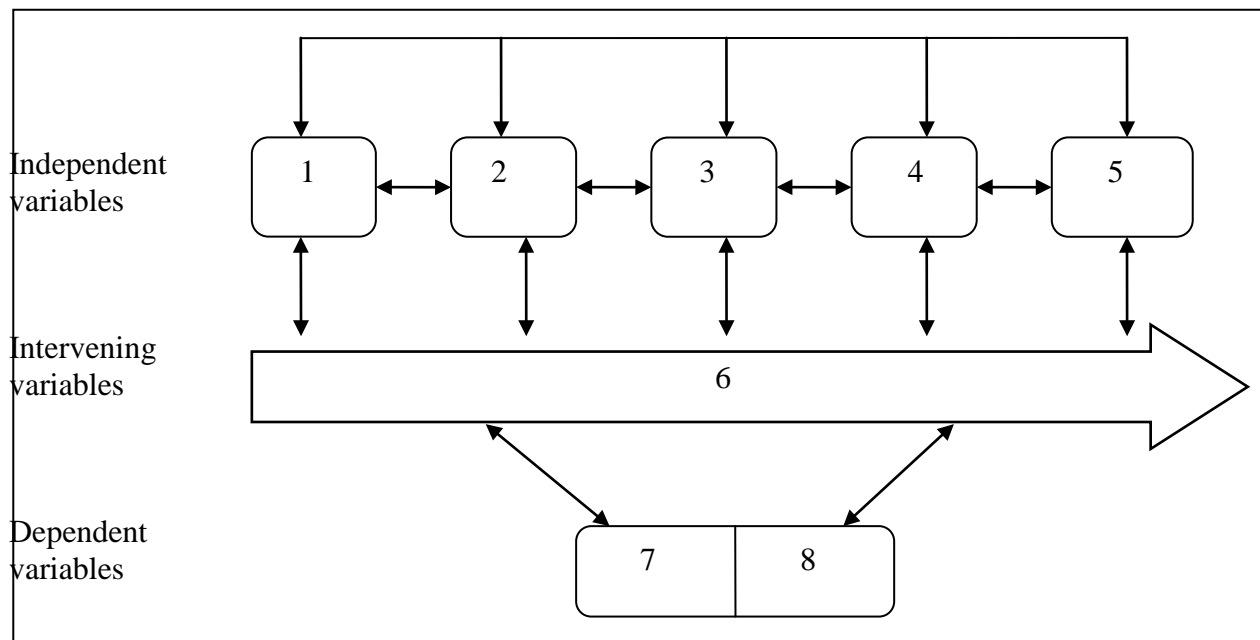 Independent
variables
1
2
3
4
5
Intervening
variables
6
Dependent
variables
7
8